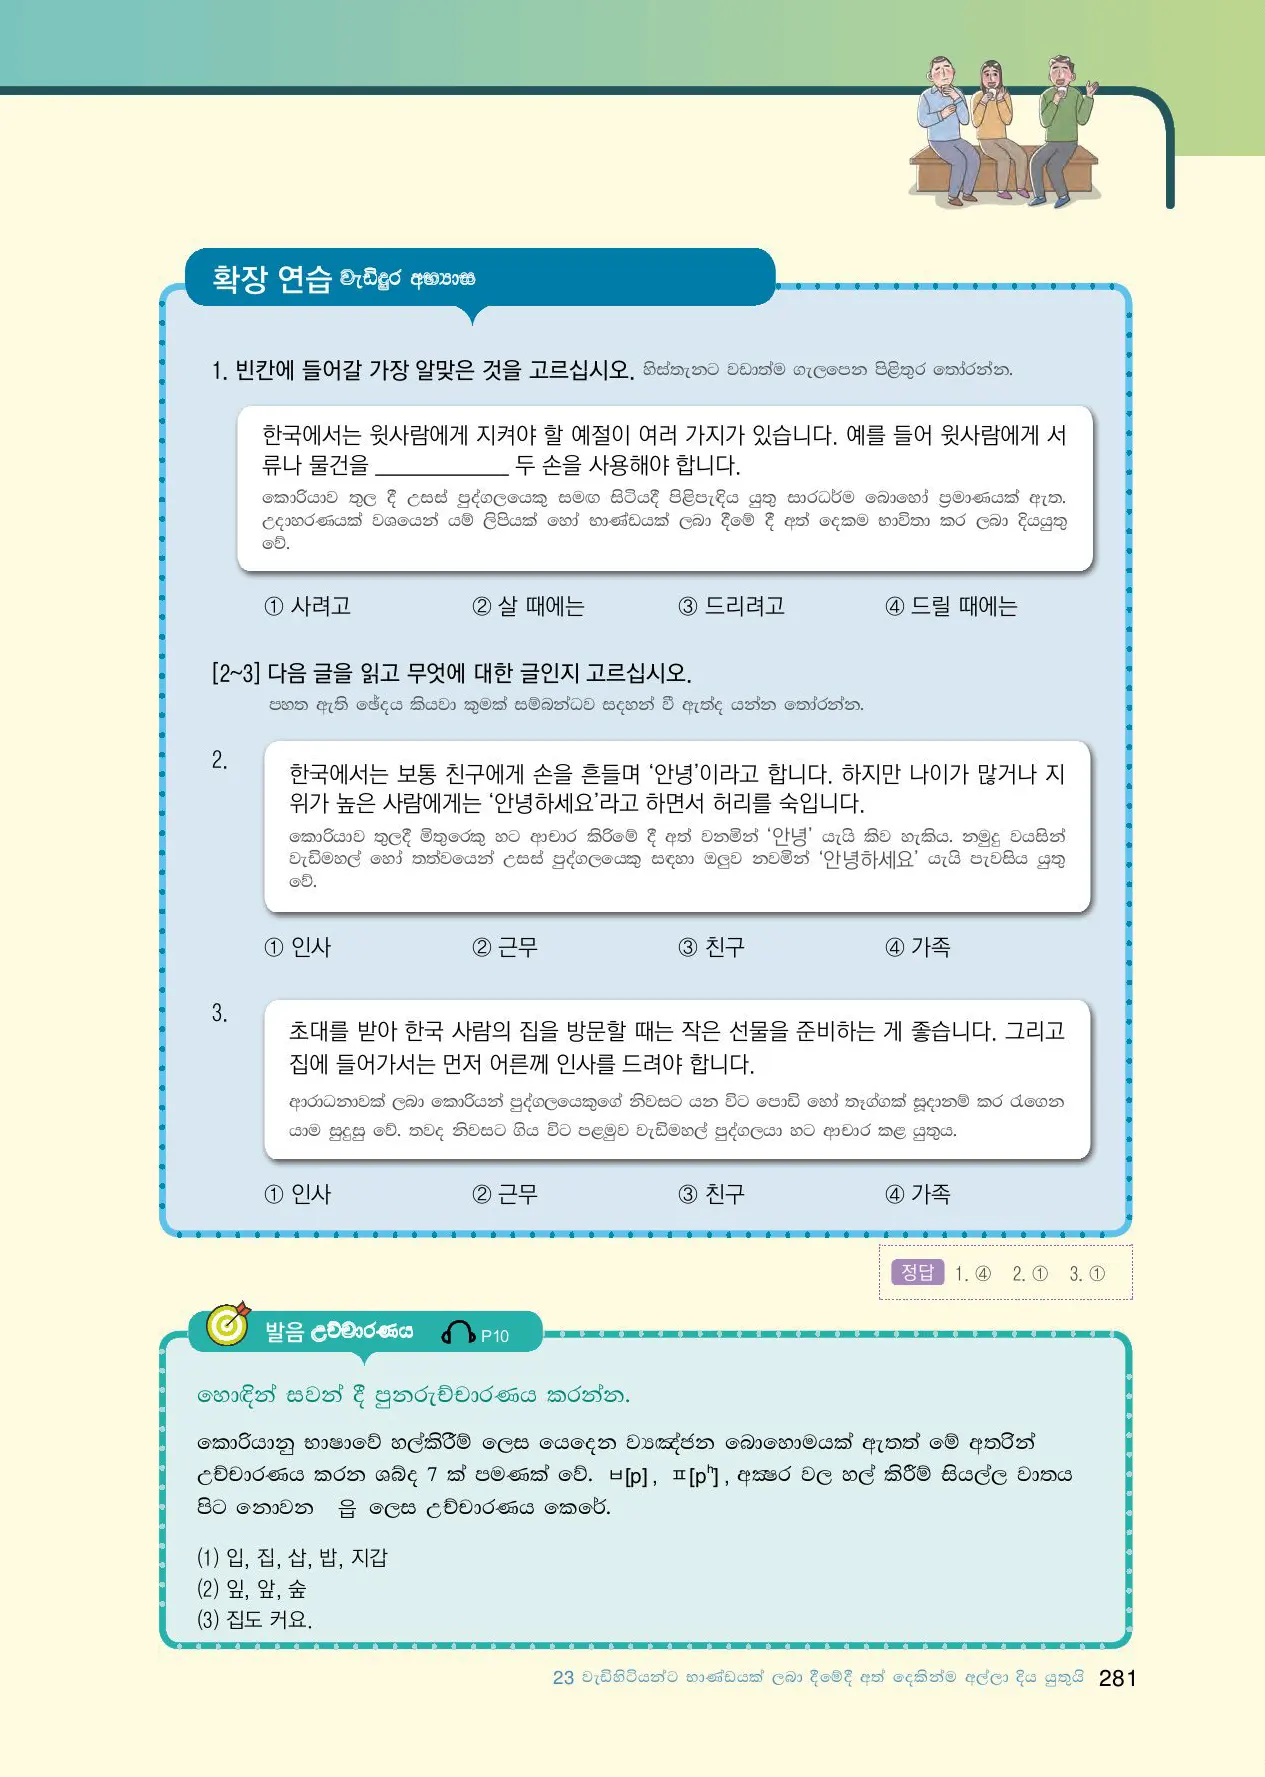 확장 연습 වැඩිදුර අභ්‍යාස
1. 빈칸에 들어갈 가장 알맞은 것을 고르십시오. හිස්තැනට වඩාත්ම ගැලපෙන පිළිතුර තෝරන්න.
한국에서는 윗사람에게 지켜야 할 예절이 여러 가지가 있습니다. 예를 들어 윗사람에게 서
류나 물건을 ____________ 두 손을 사용해야 합니다.
කොරියාව තුල දී උසස් පුද්ගලයෙකු සමඟ සිටියදී පිළිපැඳිය යුතු සාරධර්ම බොහෝ ප්‍රමාණයක් ඇත.
උදාහරණයක් වශයෙන් යම් ලිපියක් හෝ භාණ්ඩයක් ලබා දීමේ දී අත් දෙකම භාවිතා කර ලබා දියයුතු
වේ.
① 사려고 ② 살 때에는 ③ 드리려고 ④ 드릴 때에는
[2~3] 다음 글을 읽고 무엇에 대한 글인지 고르십시오.
පහත ඇති ඡේදය කියවා කුමක් සම්බන්ධව සදහන් වී ඇත්ද යන්න තෝරන්න.
2.
한국에서는 보통 친구에게 손을 흔들며 ‘안녕’이라고 합니다. 하지만 나이가 많거나 지
위가 높은 사람에게는 ‘안녕하세요’라고 하면서 허리를 숙입니다.
කොරියාව තුලදී මිතුරෙකු හට ආචාර කිරිමේ දී අත් වනමින් ‘안녕’ යැයි කිව හැකිය. නමුදු වයසින්
වැඩිමහල් හෝ තත්වයෙන් උසස් පුද්ගලයෙකු සඳහා ඔලුව නවමින් ‘안녕하세요’ යැයි පැවසිය යුතු
වේ.
① 인사 ② 근무 ③ 친구 ④ 가족
3.
초대를 받아 한국 사람의 집을 방문할 때는 작은 선물을 준비하는 게 좋습니다. 그리고
집에 들어가서는 먼저 어른께 인사를 드려야 합니다.
ආරාධනාවක් ලබා කොරියන් පුද්ගලයෙකුගේ නිවසට යන විට පොඩි හෝ තෑග්ගක් සූදානම් කර රැගෙන
යාම සුදුසු වේ. තවද නිවසට ගිය විට පළමුව වැඩිමහල් පුද්ගලයා හට ආචාර කළ යුතුය.
① 인사 ② 근무 ③ 친구 ④ 가족
정답 1. ④ 2. ① 3. ①
발음 උච්චාරණය P10
හොඳින් සවන් දී පුනරුච්චාරණය කරන්න.
කොරියානු භාෂාවේ හල්කිරීම් ලෙස යෙදෙන ව්‍යඤ්ජන බොහොමයක් ඇතත් මේ අතරින්
උච්චාරණය කරන ශබ්ද 7 ක් පමණක් වේ. ㅂ[p], ㅍ[pʰ], අක්‍ෂර වල හල් කිරීම් සියල්ල වාතය
පිට නොවන 읍 ලෙස උච්චාරණය කෙරේ.
(1) 입, 집, 삽, 밥, 지갑
(2) 잎, 앞, 숲
(3) 집도 커요.
23 වැඩිහිටියන්ට භාණ්ඩයක් ලබා දීමේදී අත් දෙකින්ම අල්ලා දිය යුතුයි 281